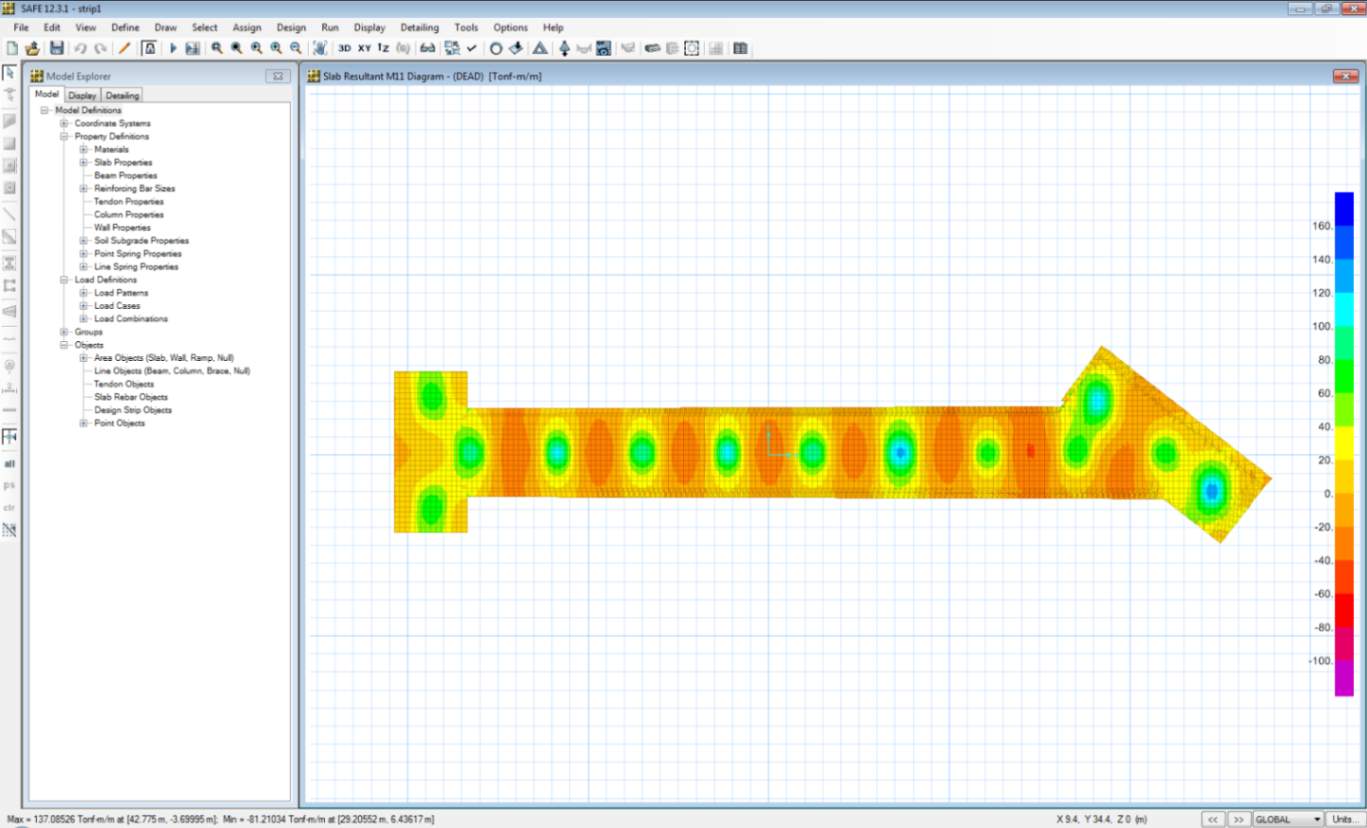 SAFE 12.3.1 - strip1
File Edit View Define Draw Select Assign Design Run Display Detailing Tools Options Help
3D XY
Model Explorer
Model Display Detailing
Model Definitions
Coordinate Systems
Property Definitions
Materials
Slab Properties
Beam Properties
Reinforcing Bar Sizes
Tendon Properties
Column Properties
Wall Properties
Soil Subgrade Properties
Point Spring Properties
Line Spring Properties
Load Definitions
Load Patterns
Load Cases
Load Combinations
Groups
Objects
Area Objects (Slab, Wall, Ramp, Null)
Line Objects (Beam, Column, Brace, Null)
Tendon Objects
Slab Rebar Objects
Design Strip Objects
Point Objects
all
ps
clr
Slab Resultant M11 Diagram - (DEAD) [Tonf-m/m]
160.
140.
120.
100.
80.
60.
40.
20.
0.
-20.
-40.
-60.
-80.
-100.
Max = 137.08526 Tonf-m/m at [42.775 m, -3.69995 m]; Min = -81.21034 Tonf-m/m at [29.20552 m, 6.43617 m]
X 9.4, Y 34.4, Z 0 (m)
<< >> GLOBAL Units...